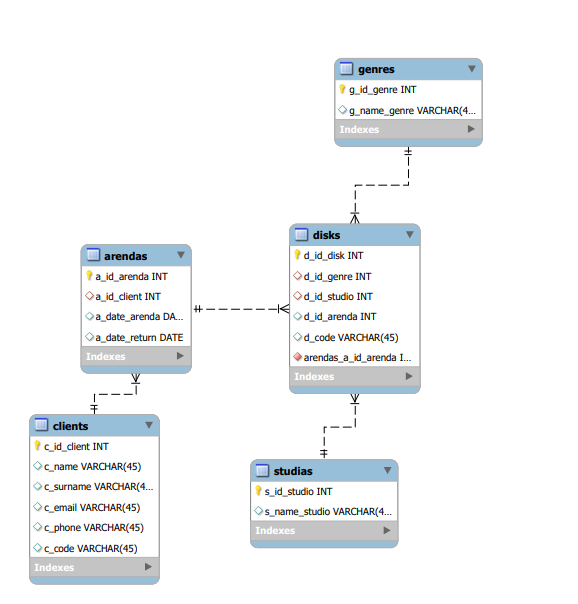 genres
g_id_genre INT
g_name_genre VARCHAR(4...
Indexes
disks
d_id_disk INT
d_id_genre INT
d_id_studio INT
d_id_arenda INT
d_code VARCHAR(45)
arendas_a_id_arenda I...
Indexes
arendas
a_id_arenda INT
a_id_client INT
a_date_arenda DA...
a_date_return DATE
Indexes
clients
c_id_client INT
c_name VARCHAR(45)
c_surname VARCHAR(4...
c_email VARCHAR(45)
c_phone VARCHAR(45)
c_code VARCHAR(45)
Indexes
studias
s_id_studio INT
s_name_studio VARCHAR(4...
Indexes